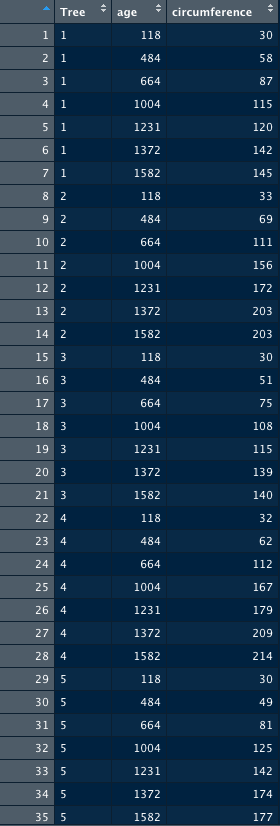 Tree age circumference
1 1 118 30
2 1 484 58
3 1 664 87
4 1 1004 115
5 1 1231 120
6 1 1372 142
7 1 1582 145
8 2 118 33
9 2 484 69
10 2 664 111
11 2 1004 156
12 2 1231 172
13 2 1372 203
14 2 1582 203
15 3 118 30
16 3 484 51
17 3 664 75
18 3 1004 108
19 3 1231 115
20 3 1372 139
21 3 1582 140
22 4 118 32
23 4 484 62
24 4 664 112
25 4 1004 167
26 4 1231 179
27 4 1372 209
28 4 1582 214
29 5 118 30
30 5 484 49
31 5 664 81
32 5 1004 125
33 5 1231 142
34 5 1372 174
35 5 1582 177